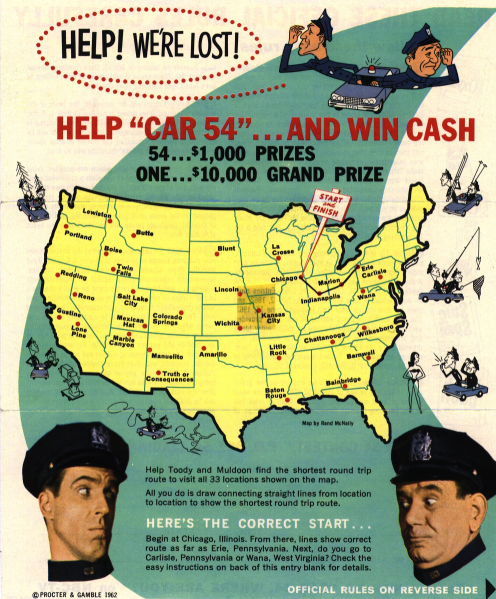 HELP! WE'RE LOST!
HELP "CAR 54"...AND WIN CASH
54...$1,000 PRIZES
ONE...$10,000 GRAND PRIZE
START
and
FINISH
Lewiston
Butte
Portland
Boise
Twin
Falls
Blunt
La
Crosse
Erie
Carlisle
Chicago
Marion
Redding
Reno
Salt Lake
City
Lincoln
Indianapolis
Wana
Gustine
Lone
Pine
Mexican
Hat
Colorado
Springs
Wichita
Kansas
City
Chattanooga
Wilkesboro
Marble
Canyon
Manuelito
Amarillo
Little
Rock
Barnwell
Truth or
Consequences
Baton
Rouge
Bainbridge
Map by Rand McNally
Help Toody and Muldoon find the shortest round trip
route to visit all 33 locations shown on the map.
All you do is draw connecting straight lines from location
to location to show the shortest round trip route.
HERE'S THE CORRECT START...
Begin at Chicago, Illinois. From there, lines show correct
route as far as Erie, Pennsylvania. Next, do you go to
Carlisle, Pennsylvania or Wana, West Virginia? Check the
easy instructions on back of this entry blank for details.
© PROCTER & GAMBLE 1962
OFFICIAL RULES ON REVERSE SIDE